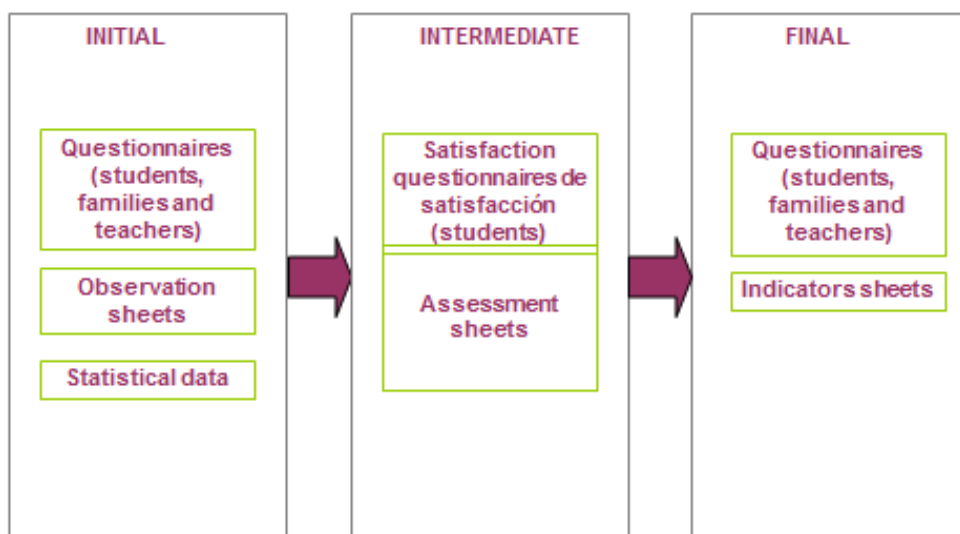 INITIAL
Questionnaires
(students,
families and
teachers)
Observation
sheets
Statistical data
INTERMEDIATE
Satisfaction
questionnaires de
satisfacción
(students)
Assessment
sheets
FINAL
Questionnaires
(students,
families and
teachers)
Indicators sheets